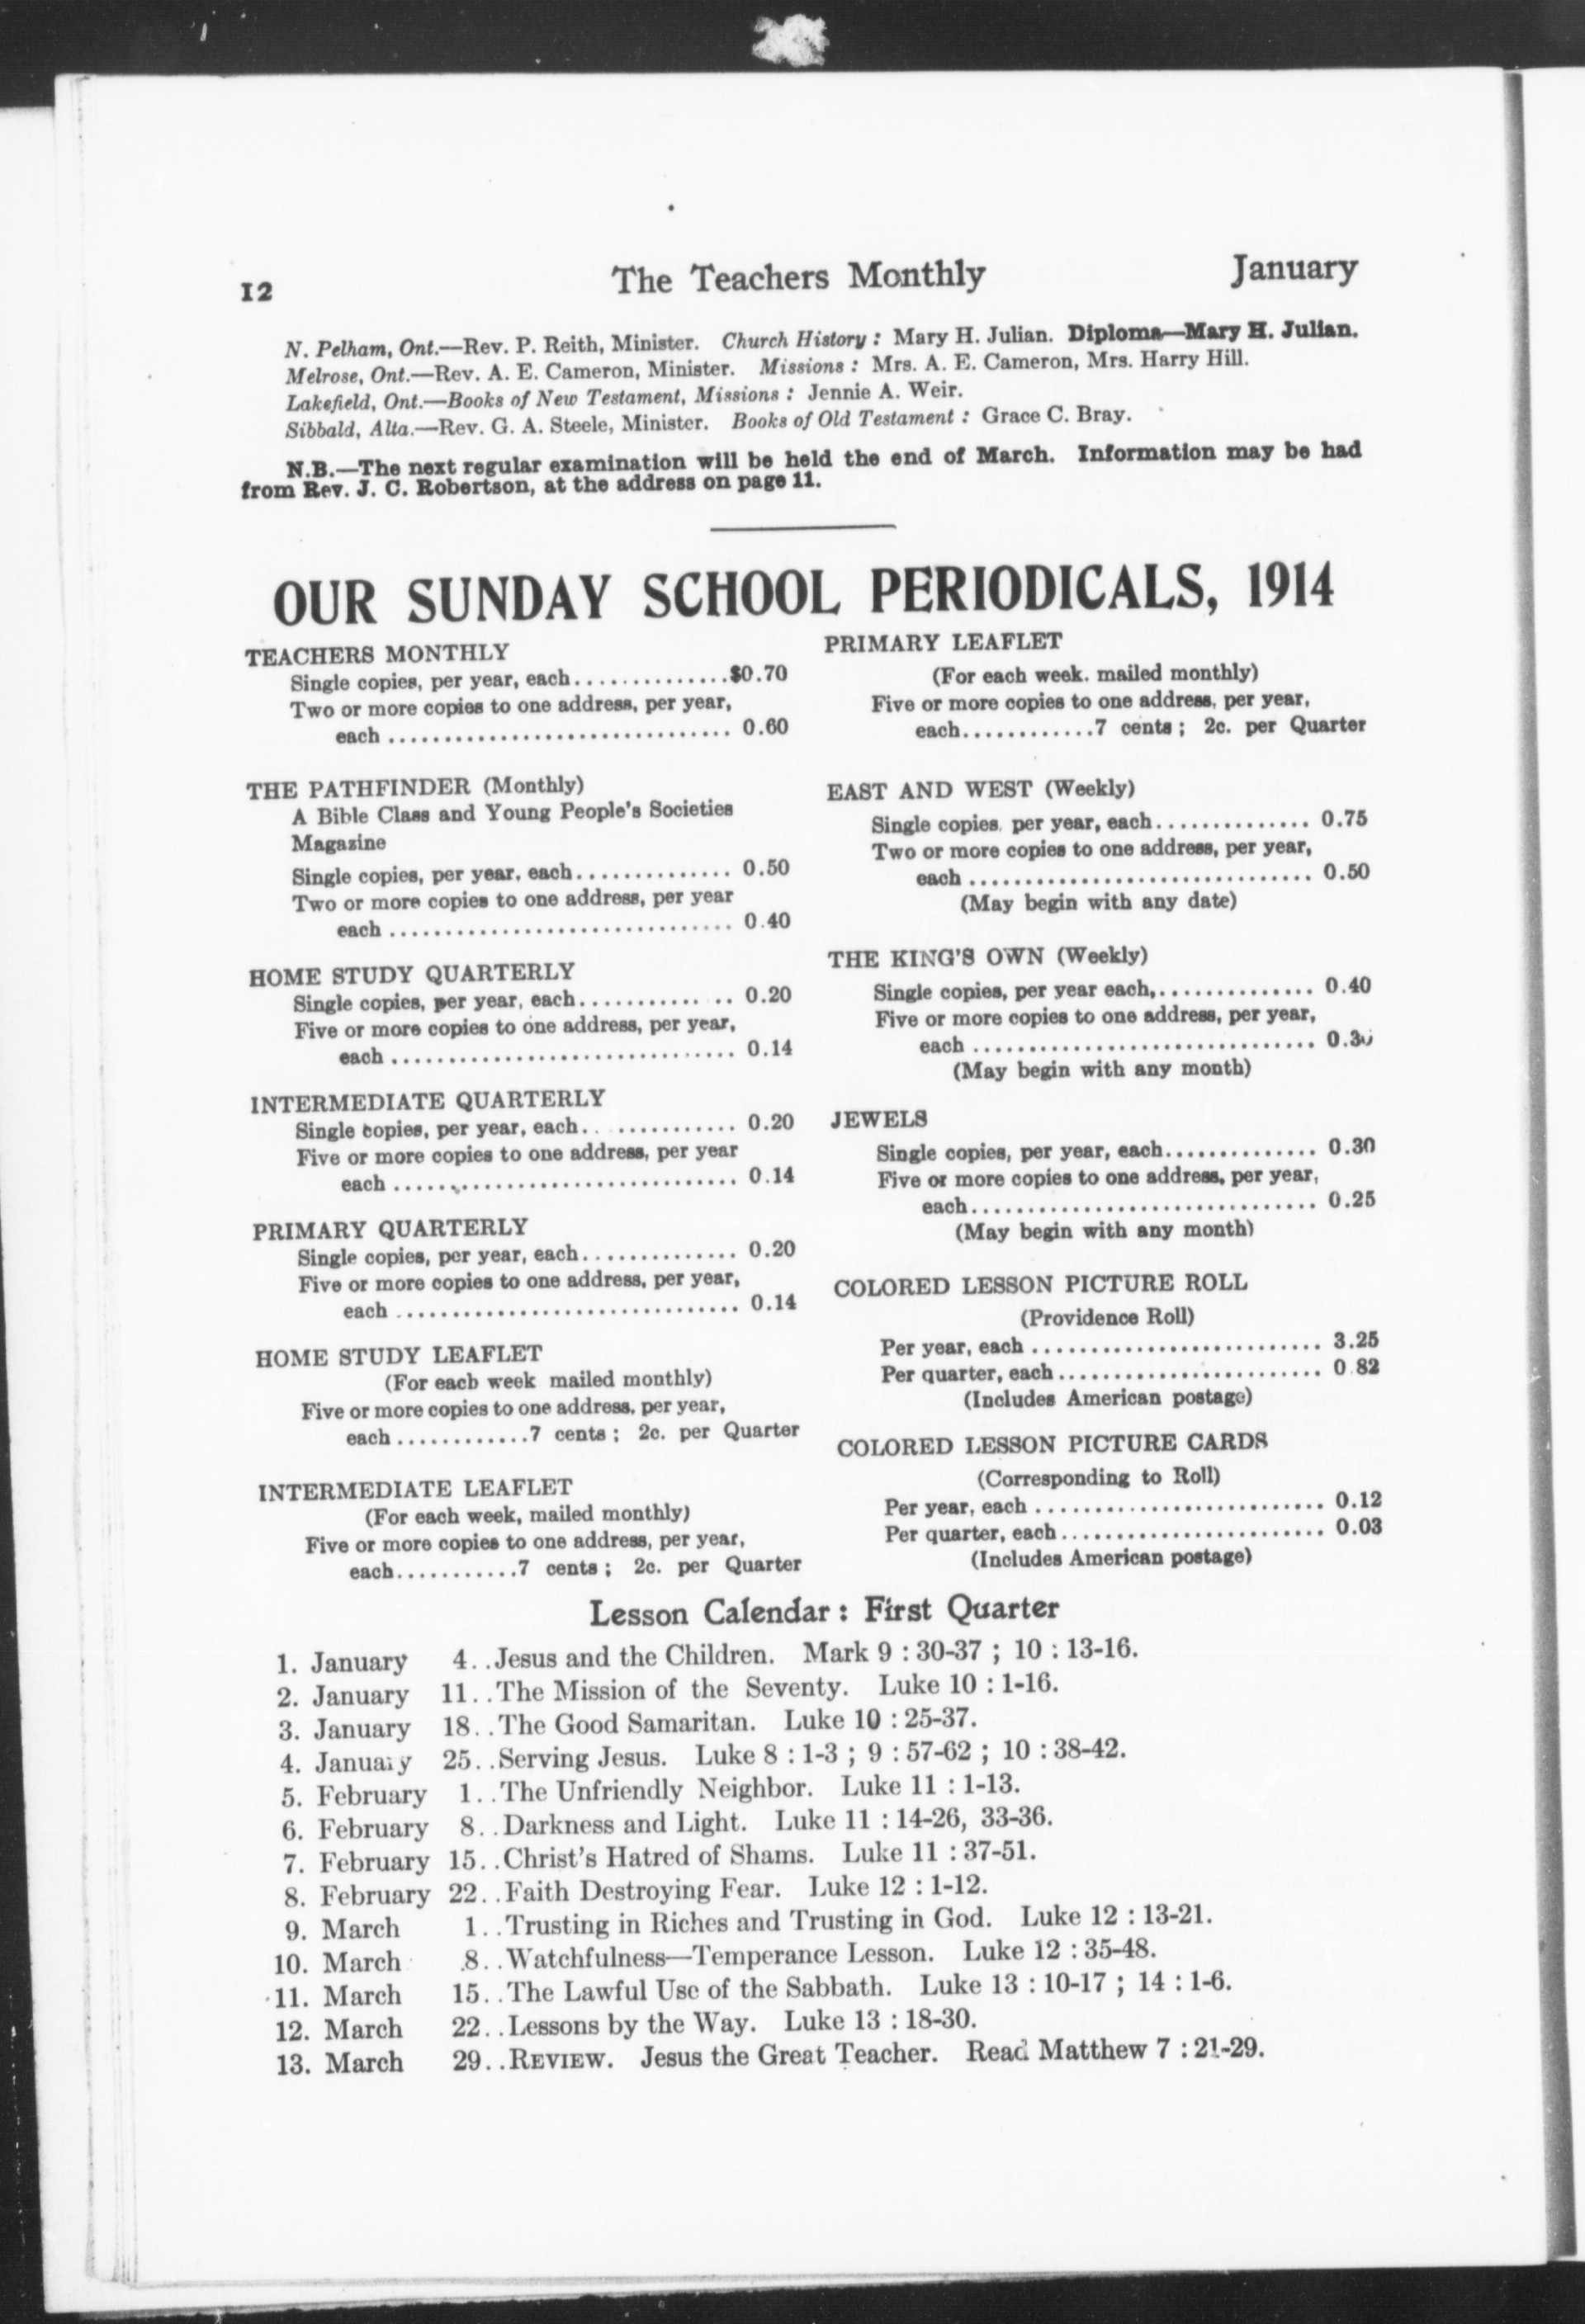 12 The Teachers Monthly January
N. Pelham, Ont.—Rev. P. Reith, Minister. Church History : Mary H. Julian. Diploma—Mary H. Julian.
Melrose, Ont.—Rev. A. E. Cameron, Minister. Missions : Mrs. A. E. Cameron, Mrs. Harry Hill.
Lakefield, Ont.—Books of New Testament, Missions : Jennie A. Weir.
Sibbald, Alta.—Rev. G. A. Steele, Minister. Books of Old Testament : Grace C. Bray.
N.B.—The next regular examination will be held the end of March. Information may be had
from Rev. J. C. Robertson, at the address on page 11.
OUR SUNDAY SCHOOL PERIODICALS, 1914
TEACHERS MONTHLY
Single copies, per year, each..............$0.70
Two or more copies to one address, per year,
each ............................... 0.60
THE PATHFINDER (Monthly)
A Bible Class and Young People's Societies
Magazine
Single copies, per year, each.............. 0.50
Two or more copies to one address, per year
each ............................... 0.40
HOME STUDY QUARTERLY
Single copies, per year, each.............. 0.20
Five or more copies to one address, per year,
each ............................... 0.14
INTERMEDIATE QUARTERLY
Single copies, per year, each.............. 0.20
Five or more copies to one address, per year
each ............................... 0.14
PRIMARY QUARTERLY
Single copies, per year, each.............. 0.20
Five or more copies to one address, per year,
each ............................... 0.14
HOME STUDY LEAFLET
(For each week mailed monthly)
Five or more copies to one address, per year,
each ............7 cents ; 2c. per Quarter
INTERMEDIATE LEAFLET
(For each week, mailed monthly)
Five or more copies to one address, per year,
each...........7 cents ; 2c. per Quarter
PRIMARY LEAFLET
(For each week. mailed monthly)
Five or more copies to one address, per year,
each............7 cents ; 2c. per Quarter
EAST AND WEST (Weekly)
Single copies, per year, each.............. 0.75
Two or more copies to one address, per year,
each ............................... 0.50
(May begin with any date)
THE KING'S OWN (Weekly)
Single copies, per year each,.............. 0.40
Five or more copies to one address, per year,
each ............................... 0.30
(May begin with any month)
JEWELS
Single copies, per year, each.............. 0.30
Five or more copies to one address, per year,
each............................... 0.25
(May begin with any month)
COLORED LESSON PICTURE ROLL
(Providence Roll)
Per year, each .......................... 3.25
Per quarter, each........................ 0.82
(Includes American postage)
COLORED LESSON PICTURE CARDS
(Corresponding to Roll)
Per year, each .......................... 0.12
Per quarter, each........................ 0.03
(Includes American postage)
Lesson Calendar : First Quarter
1. January 4. .Jesus and the Children. Mark 9 : 30-37 ; 10 : 13-16.
2. January 11. .The Mission of the Seventy. Luke 10 : 1-16.
3. January 18. .The Good Samaritan. Luke 10 : 25-37.
4. January 25. .Serving Jesus. Luke 8 : 1-3 ; 9 : 57-62 ; 10 : 38-42.
5. February 1. .The Unfriendly Neighbor. Luke 11 : 1-13.
6. February 8. .Darkness and Light. Luke 11 : 14-26, 33-36.
7. February 15. .Christ's Hatred of Shams. Luke 11 : 37-51.
8. February 22. .Faith Destroying Fear. Luke 12 : 1-12.
9. March 1. .Trusting in Riches and Trusting in God. Luke 12 : 13-21.
10. March 8. .Watchfulness—Temperance Lesson. Luke 12 : 35-48.
11. March 15. .The Lawful Use of the Sabbath. Luke 13 : 10-17 ; 14 : 1-6.
12. March 22. .Lessons by the Way. Luke 13 : 18-30.
13. March 29. .REVIEW. Jesus the Great Teacher. Read Matthew 7 : 21-29.